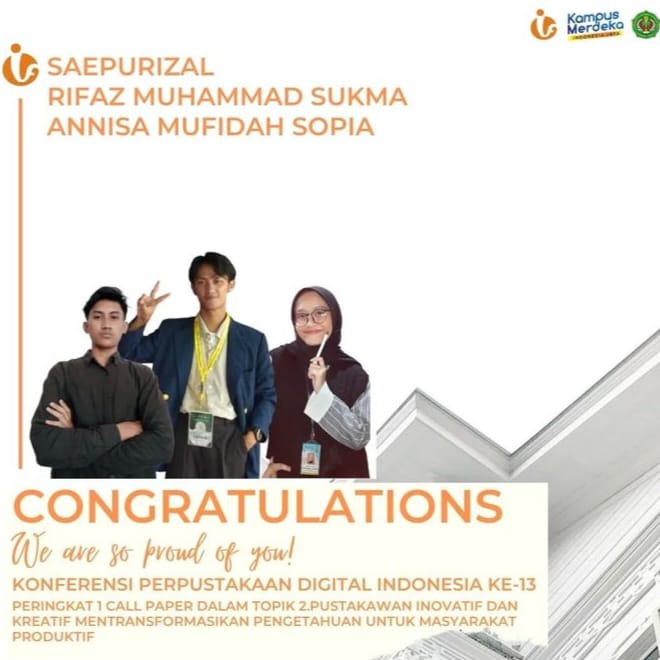 Kampus
Merdeka
INDONESIA JAYA
SAEPURIZAL
RIFAZ MUHAMMAD SUKMA
ANNISA MUFIDAH SOPIA
CONGRATULATIONS
We are so proud of you!
KONFERENSI PERPUSTAKAAN DIGITAL INDONESIA KE-13
PERINGKAT 1 CALL PAPER DALAM TOPIK 2.PUSTAKAWAN INOVATIF DAN
KREATIF MENTRANSFORMASIKAN PENGETAHUAN UNTUK MASYARAKAT
PRODUKTIF